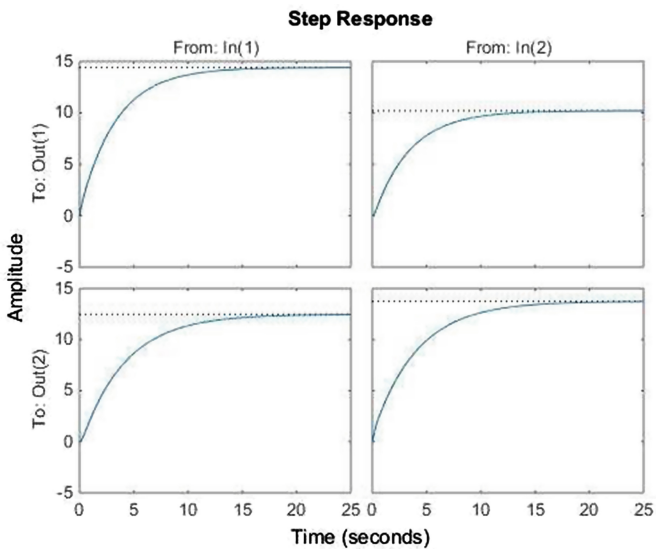 Step Response
From: In(1)
From: In(2)
Amplitude
To: Out(1)
15
10
5
0
-5
To: Out(2)
15
10
5
0
-5
0 5 10 15 20 25
0 5 10 15 20 25
Time (seconds)